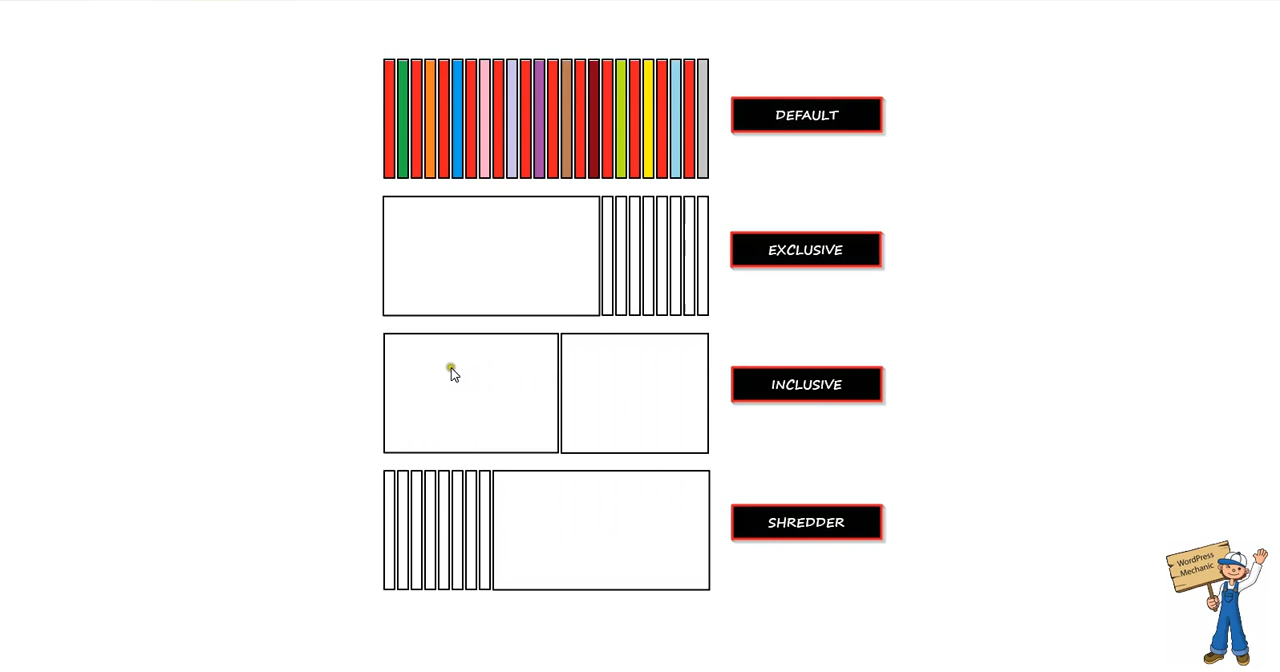 DEFAULT
EXCLUSIVE
INCLUSIVE
SHREDDER
WordPress
Mechanic